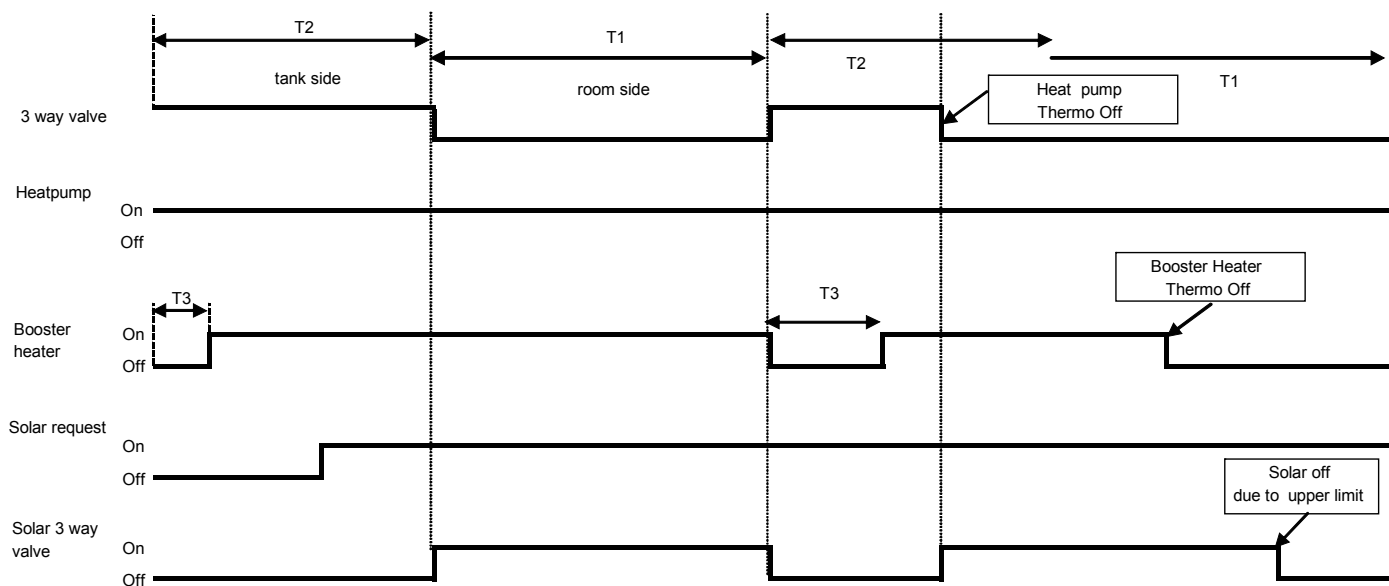 T2
T1
T2
T1
tank side
room side
Heat pump
Thermo Off
3 way valve
Heatpump
On
Off
Booster Heater
Thermo Off
T3
T3
Booster
heater
On
Off
Solar request
On
Off
Solar off
due to upper limit
Solar 3 way
valve
On
Off